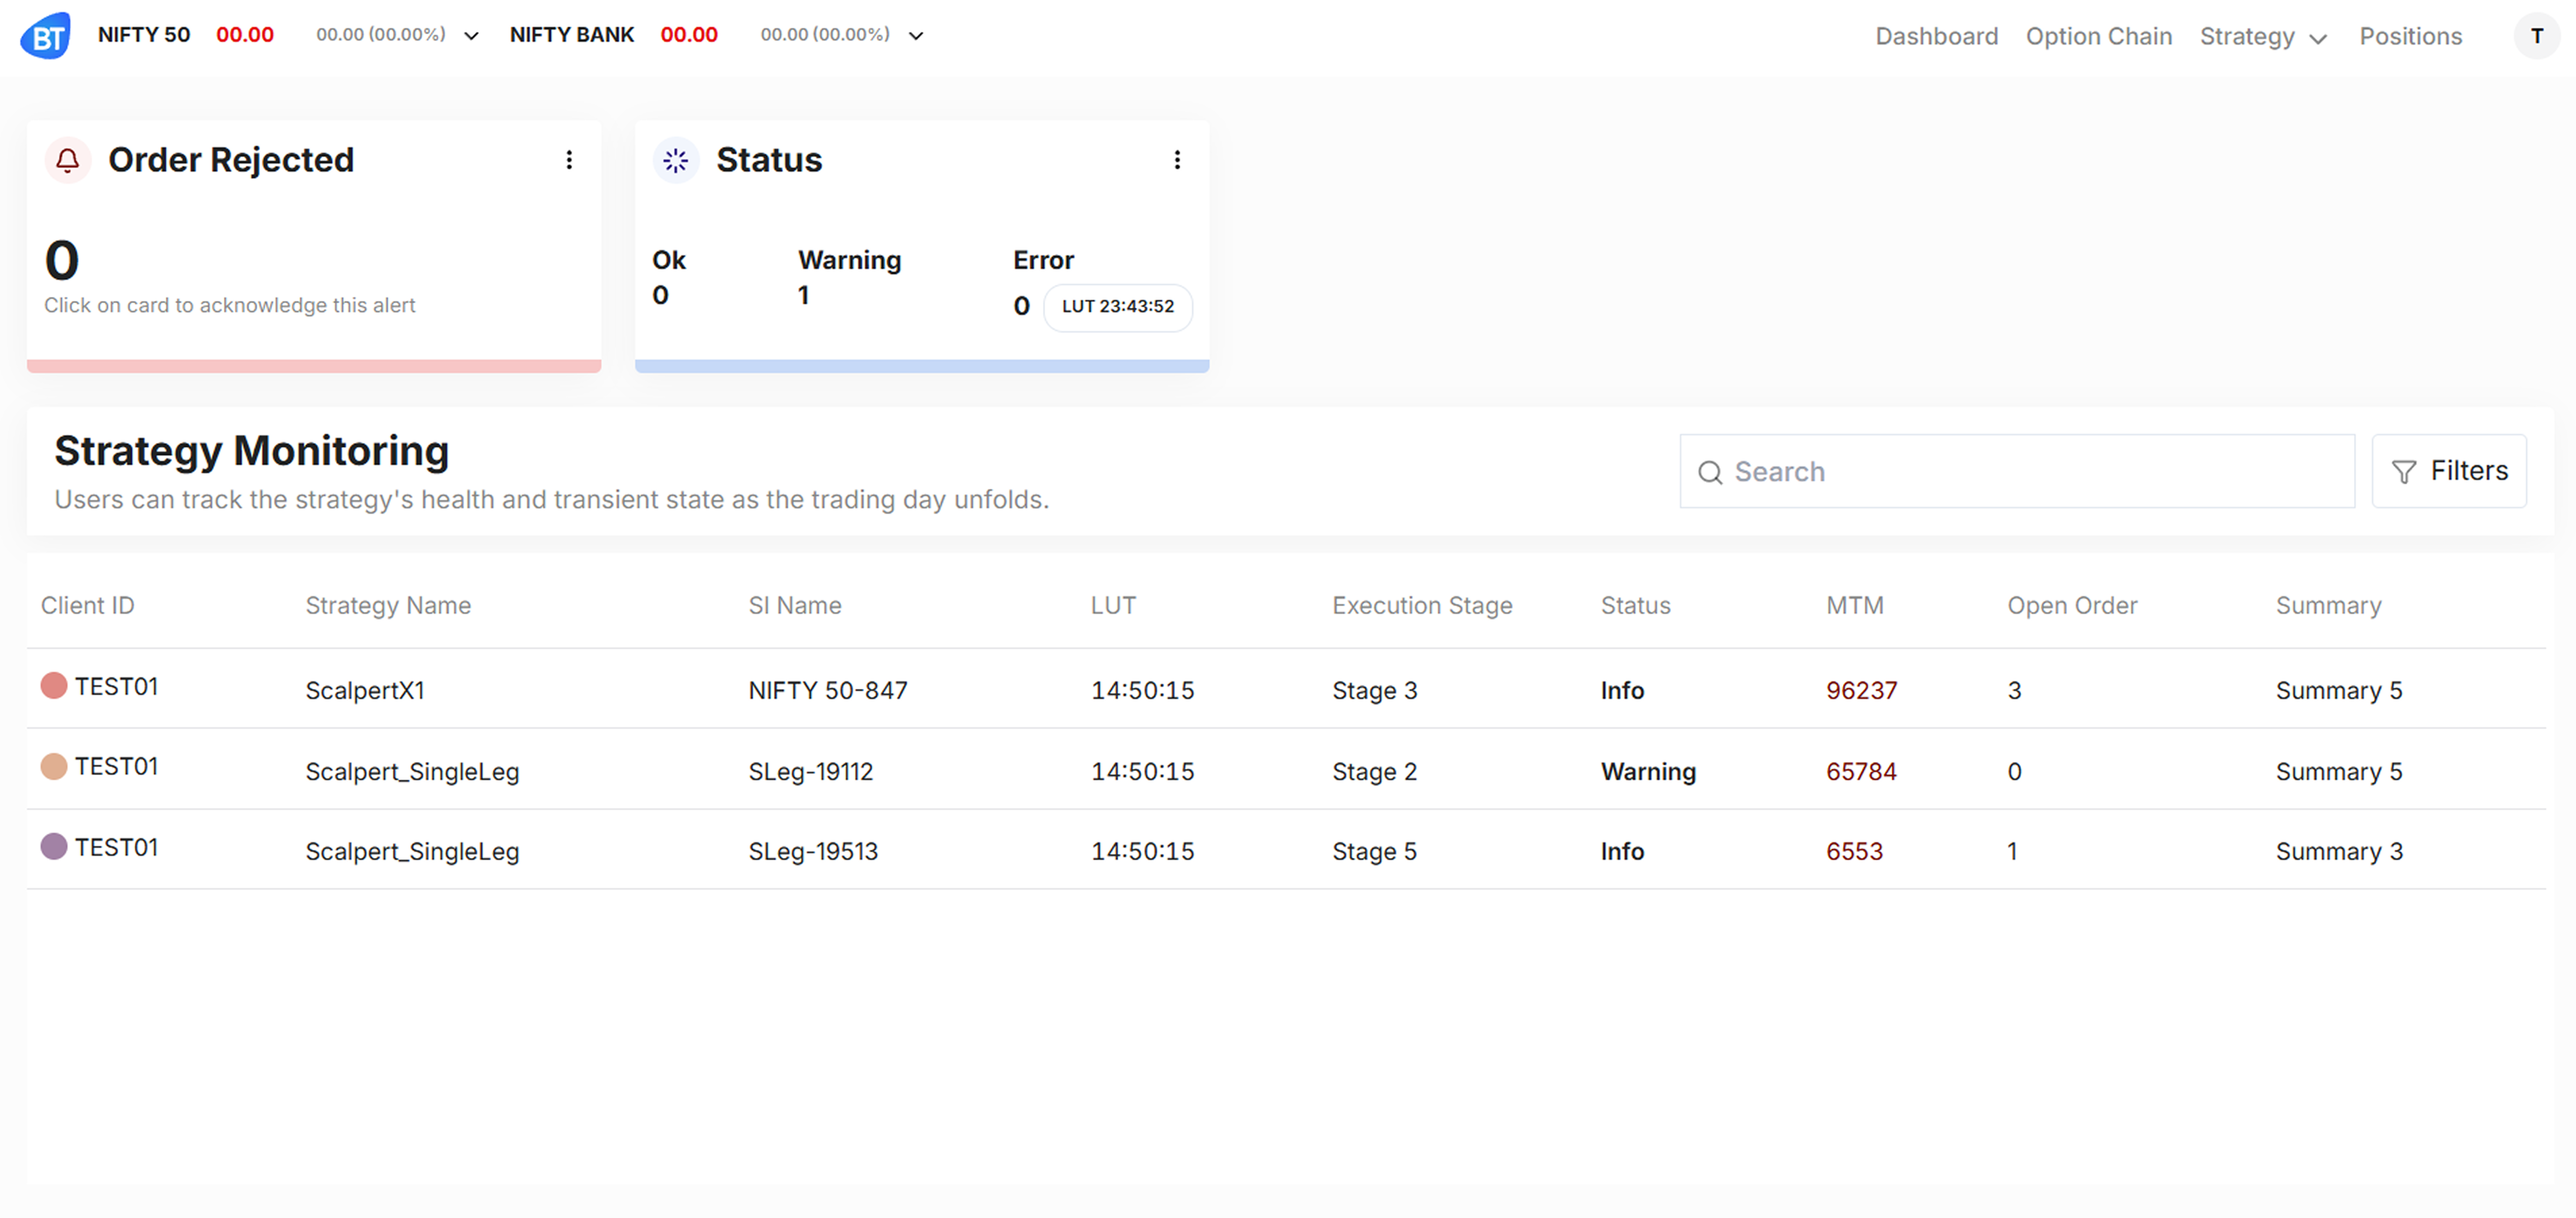 BT NIFTY 50 00.00 00.00 (00.00%) NIFTY BANK 00.00 00.00 (00.00%) Dashboard Option Chain Strategy Positions T
Order Rejected
0
Click on card to acknowledge this alert
Status
Ok Warning Error
0 1 0 LUT 23:43:52
Strategy Monitoring
Users can track the strategy's health and transient state as the trading day unfolds.
Search Filters
Client ID Strategy Name SI Name LUT Execution Stage Status MTM Open Order Summary
TEST01 ScalpertX1 NIFTY 50-847 14:50:15 Stage 3 Info 96237 3 Summary 5
TEST01 Scalpert_SingleLeg SLeg-19112 14:50:15 Stage 2 Warning 65784 0 Summary 5
TEST01 Scalpert_SingleLeg SLeg-19513 14:50:15 Stage 5 Info 6553 1 Summary 3